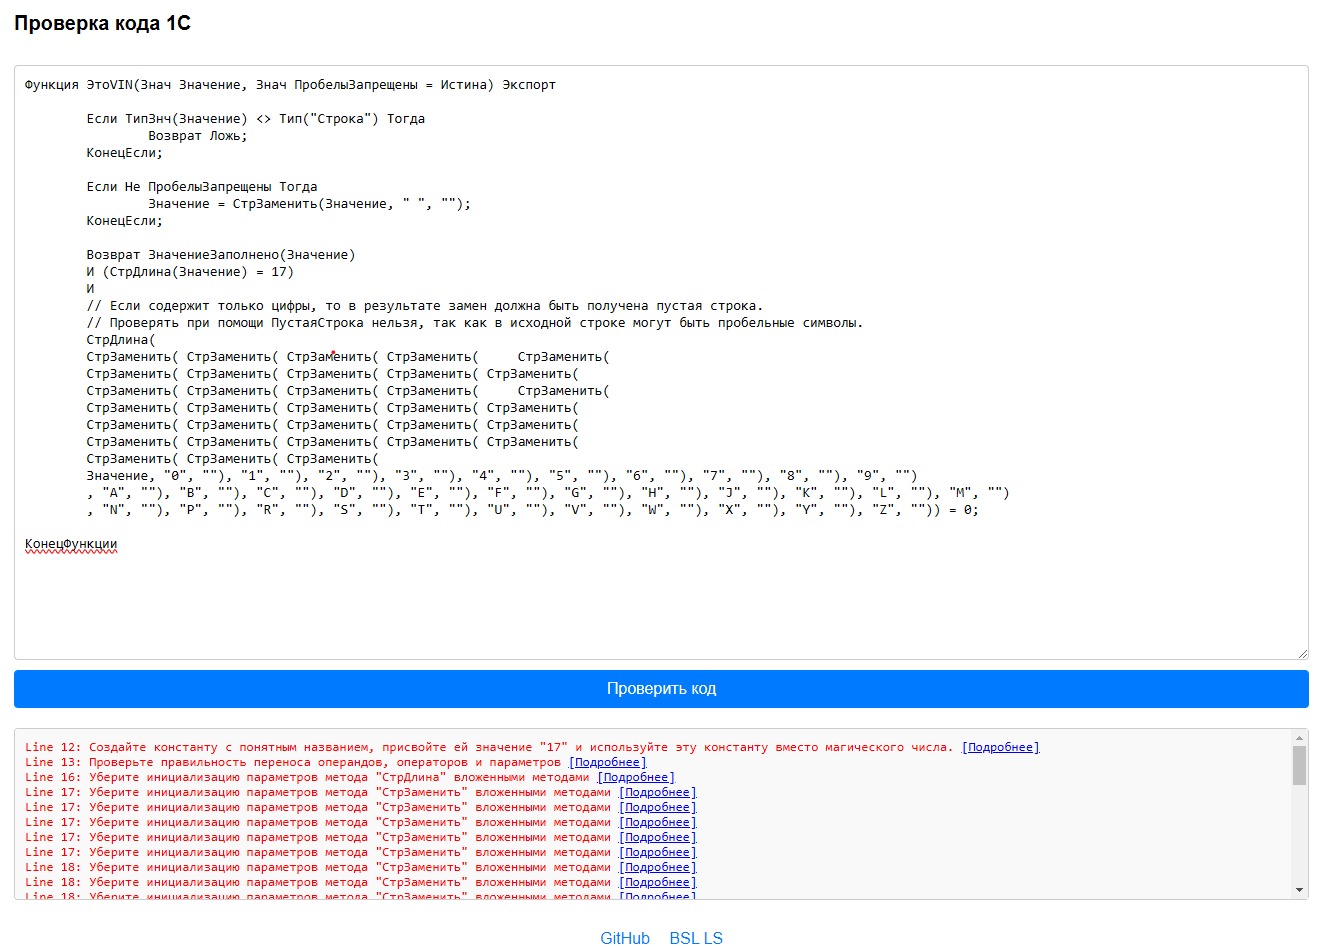 Проверка кода 1С
Функция ЭтоVIN(Знач Значение, Знач ПробелыЗапрещены = Истина) Экспорт
Если ТипЗнч(Значение) <> Тип("Строка") Тогда
Возврат Ложь;
КонецЕсли;
Если Не ПробелыЗапрещены Тогда
Значение = СтрЗаменить(Значение, " ", "");
КонецЕсли;
Возврат ЗначениеЗаполнено(Значение)
И (СтрДлина(Значение) = 17)
И
// Если содержит только цифры, то в результате замен должна быть получена пустая строка.
// Проверять при помощи ПустаяСтрока нельзя, так как в исходной строке могут быть пробельные символы.
СтрДлина(
СтрЗаменить( СтрЗаменить( СтрЗаменить( СтрЗаменить( СтрЗаменить(
СтрЗаменить( СтрЗаменить( СтрЗаменить( СтрЗаменить( СтрЗаменить(
СтрЗаменить( СтрЗаменить( СтрЗаменить( СтрЗаменить( СтрЗаменить(
СтрЗаменить( СтрЗаменить( СтрЗаменить( СтрЗаменить( СтрЗаменить(
СтрЗаменить( СтрЗаменить( СтрЗаменить( СтрЗаменить( СтрЗаменить(
СтрЗаменить( СтрЗаменить( СтрЗаменить( СтрЗаменить( СтрЗаменить(
СтрЗаменить( СтрЗаменить( СтрЗаменить(
Значение, "0", ""), "1", ""), "2", ""), "3", ""), "4", ""), "5", ""), "6", ""), "7", ""), "8", ""), "9", "")
, "A", ""), "B", ""), "C", ""), "D", ""), "E", ""), "F", ""), "G", ""), "H", ""), "J", ""), "K", ""), "L", ""), "M", "")
, "N", ""), "P", ""), "R", ""), "S", ""), "T", ""), "U", ""), "V", ""), "W", ""), "X", ""), "Y", ""), "Z", "")) = 0;
КонецФункции
Проверить код
Line 12: Создайте константу с понятным названием, присвойте ей значение "17" и используйте эту константу вместо магического числа. [Подробнее]
Line 13: Проверьте правильность переноса операндов, операторов и параметров [Подробнее]
Line 16: Уберите инициализацию параметров метода "СтрДлина" вложенными методами [Подробнее]
Line 17: Уберите инициализацию параметров метода "СтрЗаменить" вложенными методами [Подробнее]
Line 17: Уберите инициализацию параметров метода "СтрЗаменить" вложенными методами [Подробнее]
Line 17: Уберите инициализацию параметров метода "СтрЗаменить" вложенными методами [Подробнее]
Line 17: Уберите инициализацию параметров метода "СтрЗаменить" вложенными методами [Подробнее]
Line 17: Уберите инициализацию параметров метода "СтрЗаменить" вложенными методами [Подробнее]
Line 18: Уберите инициализацию параметров метода "СтрЗаменить" вложенными методами [Подробнее]
Line 18: Уберите инициализацию параметров метода "СтрЗаменить" вложенными методами [Подробнее]
Line 18: Уберите инициализацию параметров метода "СтрЗаменить" вложенными методами [Подробнее]
GitHub BSL LS